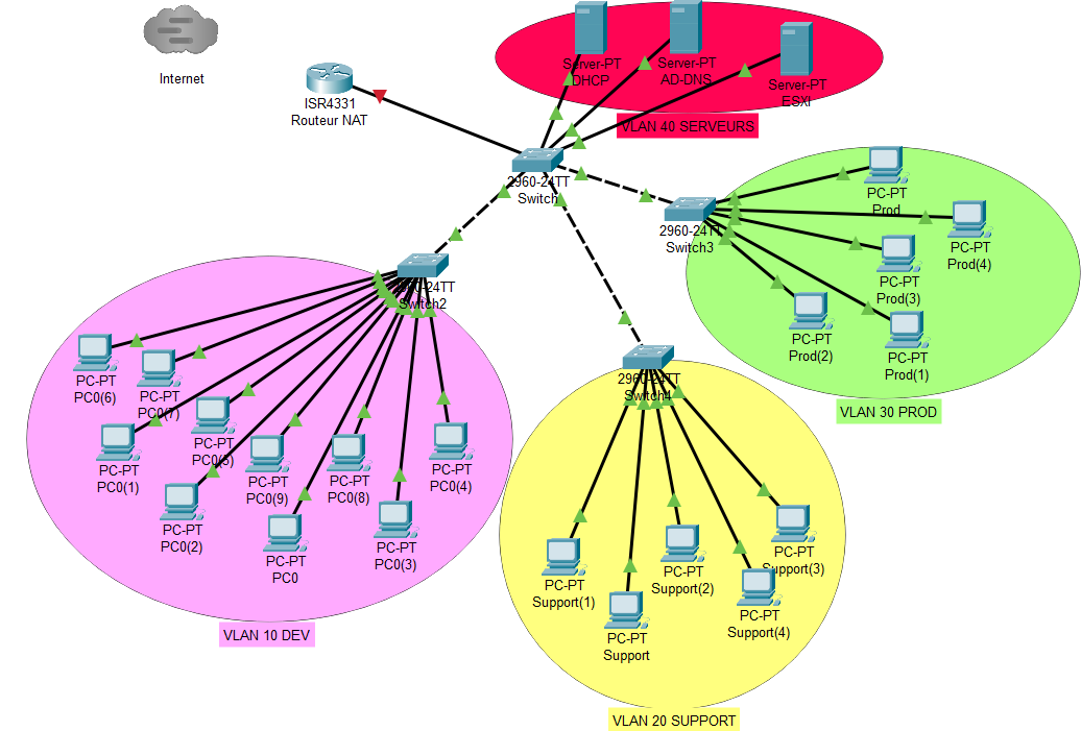 Internet
ISR4331
Routeur NAT
Server-PT
DHCP
Server-PT
AD-DNS
Server-PT
ESXI
VLAN 40 SERVEURS
2960-24TT
Switch
2960-24TT
Switch3
PC-PT
Prod
PC-PT
Prod(4)
PC-PT
Prod(3)
PC-PT
Prod(2)
PC-PT
Prod(1)
VLAN 30 PROD
2960-24TT
Switch2
PC-PT
PC0(6)
PC-PT
PC0(7)
PC-PT
PC0(5)
PC-PT
PC0(1)
PC-PT
PC0(9)
PC-PT
PC0(8)
PC-PT
PC0(4)
PC-PT
PC0(2)
PC-PT
PC0
PC-PT
PC0(3)
VLAN 10 DEV
2960-24TT
Switch4
PC-PT
Support(1)
PC-PT
Support(2)
PC-PT
Support(3)
PC-PT
Support
PC-PT
Support(4)
VLAN 20 SUPPORT